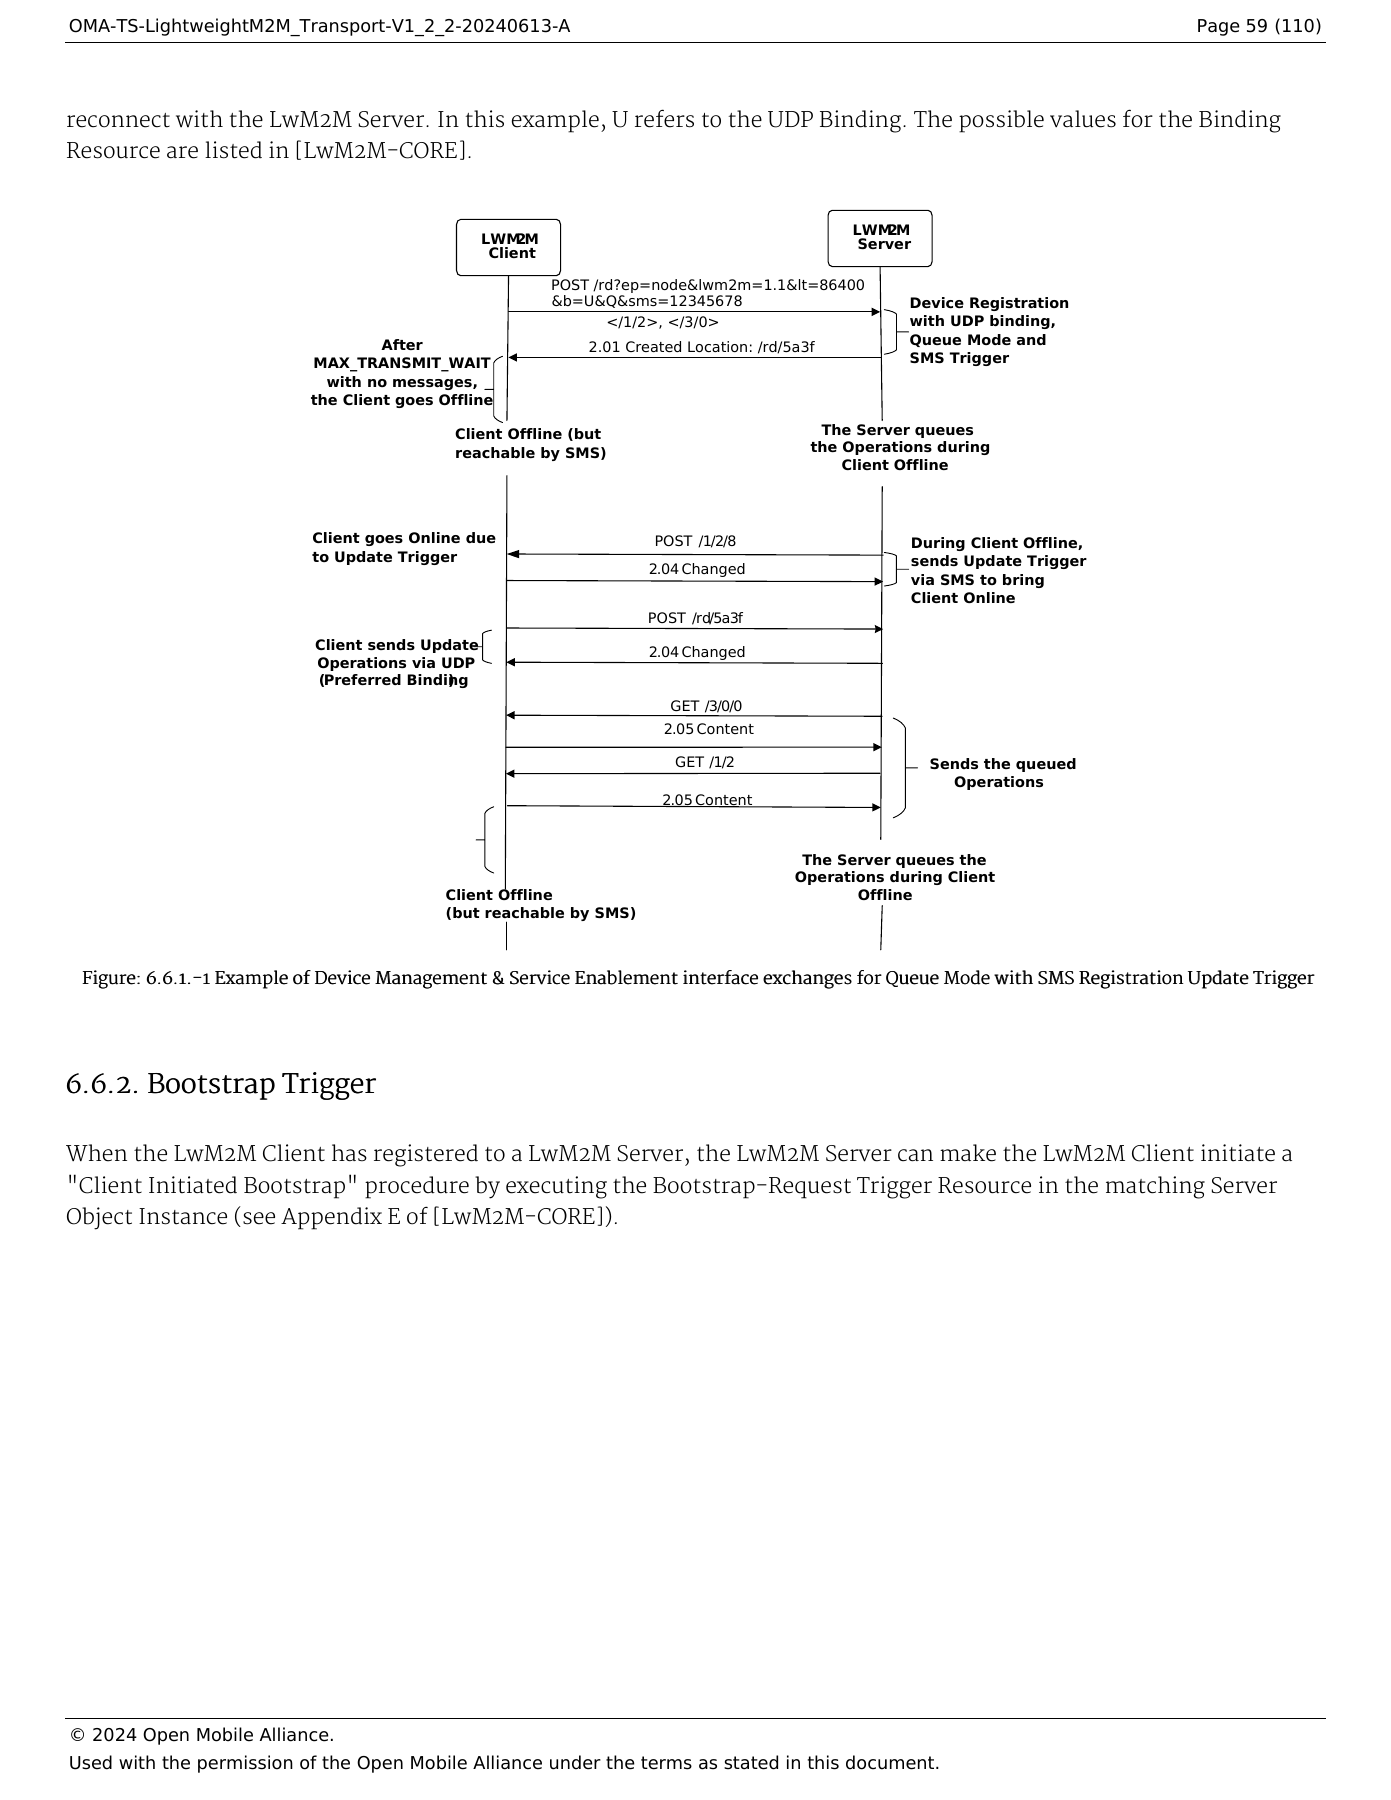 OMA-TS-LightweightM2M_Transport-V1_2_2-20240613-A Page 59 (110)
reconnect with the LwM2M Server. In this example, U refers to the UDP Binding. The possible values for the Binding
Resource are listed in [LwM2M-CORE].
LWM2M
Client
LWM2M
Server
POST /rd?ep=node&lwm2m=1.1&lt=86400
&b=U&Q&sms=12345678
</1/2>, </3/0>
2.01 Created Location: /rd/5a3f
Device Registration
with UDP binding,
Queue Mode and
SMS Trigger
After
MAX_TRANSMIT_WAIT
with no messages,
the Client goes Offline
Client Offline (but
reachable by SMS)
The Server queues
the Operations during
Client Offline
Client goes Online due
to Update Trigger
POST /1/2/8
2.04 Changed
During Client Offline,
sends Update Trigger
via SMS to bring
Client Online
POST /rd/5a3f
2.04 Changed
Client sends Update
Operations via UDP
(Preferred Binding)
GET /3/0/0
2.05 Content
GET /1/2
2.05 Content
Sends the queued
Operations
The Server queues the
Operations during Client
Offline
Client Offline
(but reachable by SMS)
Figure: 6.6.1.-1 Example of Device Management & Service Enablement interface exchanges for Queue Mode with SMS Registration Update Trigger
6.6.2. Bootstrap Trigger
When the LwM2M Client has registered to a LwM2M Server, the LwM2M Server can make the LwM2M Client initiate a
"Client Initiated Bootstrap" procedure by executing the Bootstrap-Request Trigger Resource in the matching Server
Object Instance (see Appendix E of [LwM2M-CORE]).
© 2024 Open Mobile Alliance.
Used with the permission of the Open Mobile Alliance under the terms as stated in this document.